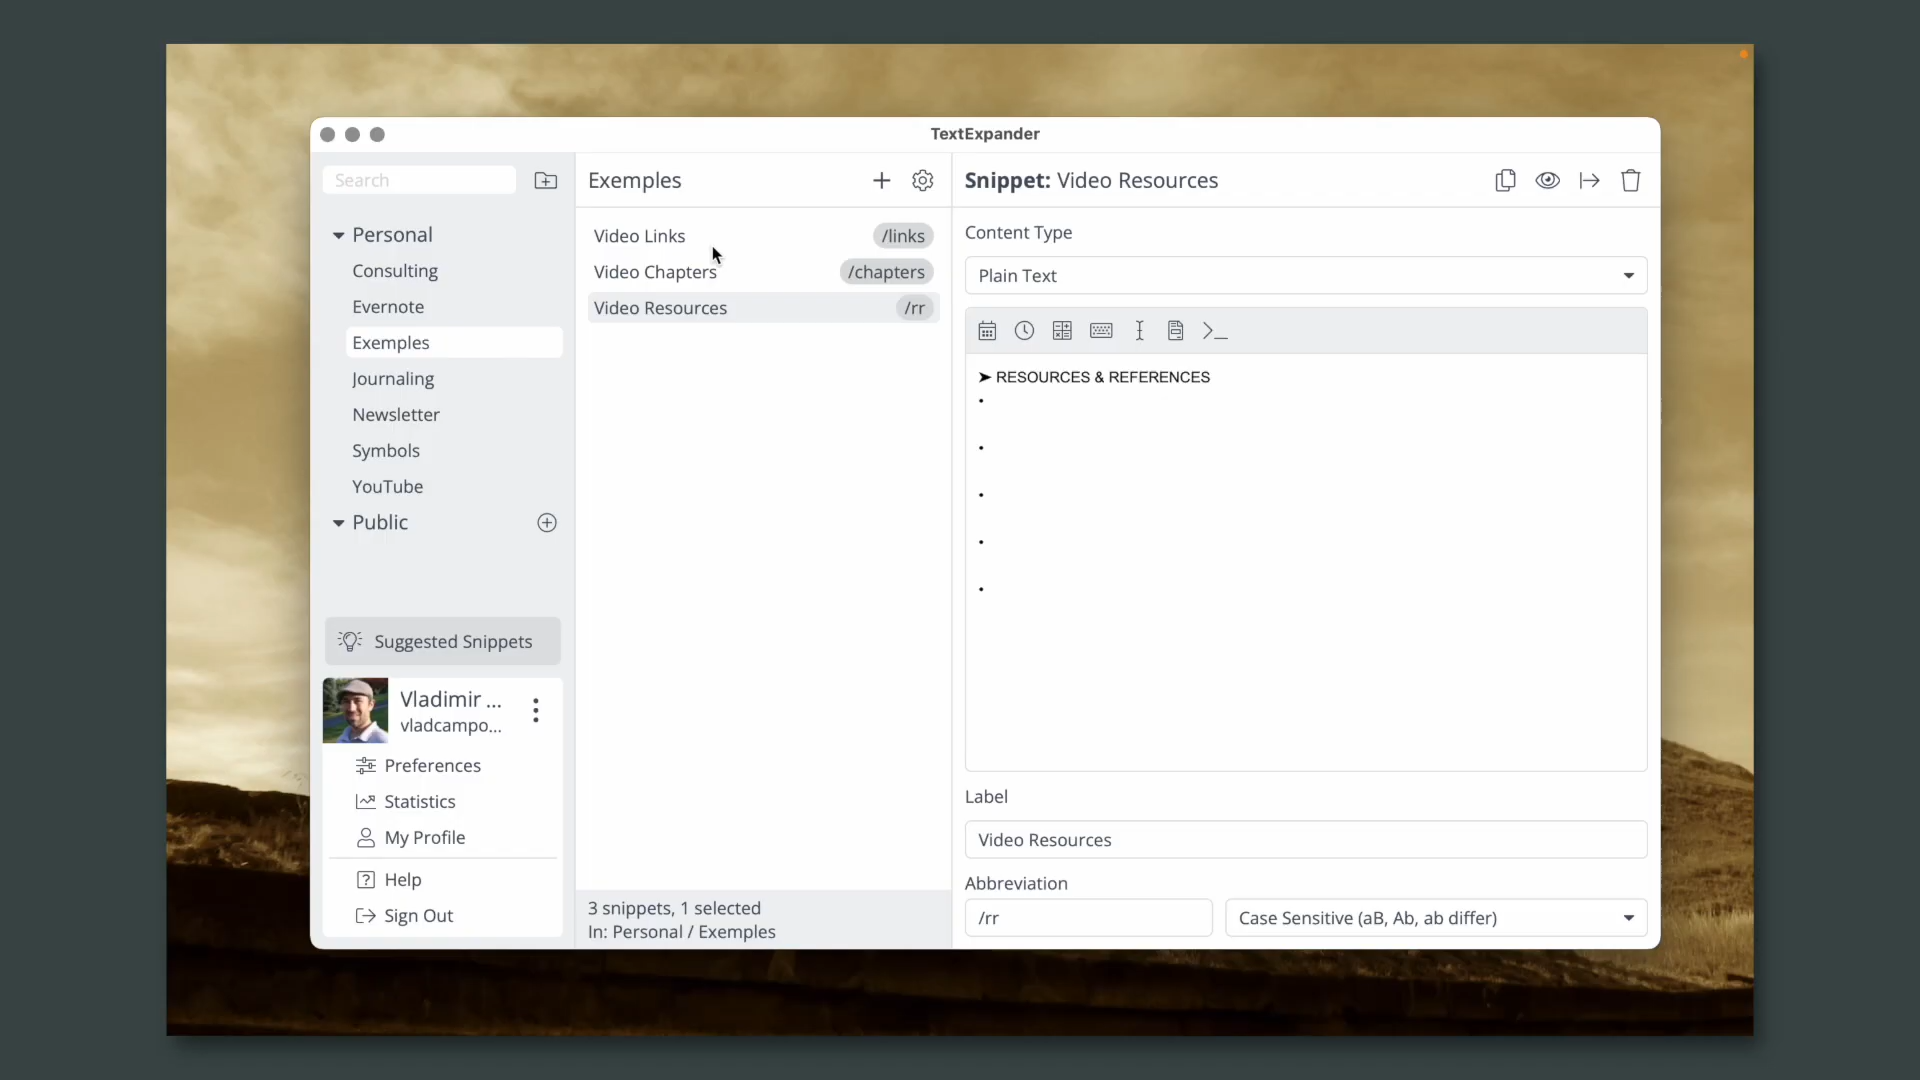 TextExpander
Search
Personal
Consulting
Evernote
Exemples
Journaling
Newsletter
Symbols
YouTube
Public
Suggested Snippets
Vladimir ...
vladcampo...
Preferences
Statistics
My Profile
Help
Sign Out
Exemples
Video Links /links
Video Chapters /chapters
Video Resources /rr
3 snippets, 1 selected
In: Personal / Exemples
Snippet: Video Resources
Content Type
Plain Text
➤ RESOURCES & REFERENCES
•
•
•
•
•
Label
Video Resources
Abbreviation
/rr
Case Sensitive (aB, Ab, ab differ)